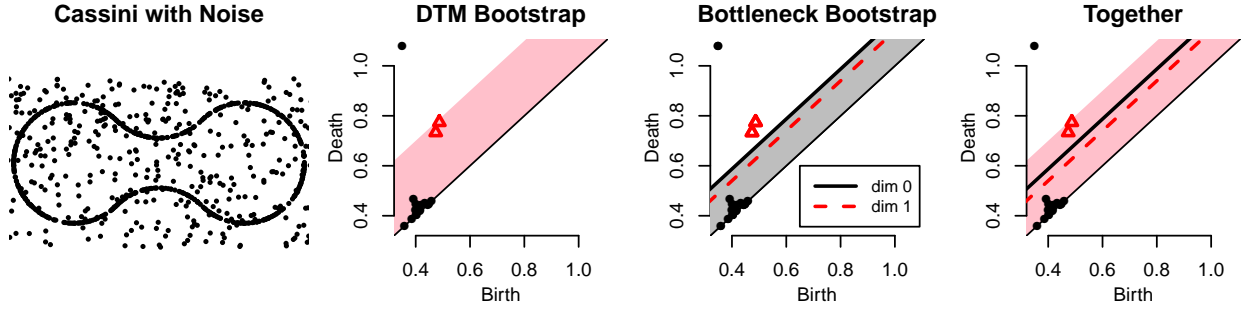 Cassini with Noise
DTM Bootstrap
Bottleneck Bootstrap
Together
Death
1.0
0.8
0.6
0.4
0.4 0.6 0.8 1.0
Birth
Death
1.0
0.8
0.6
0.4
dim 0
dim 1
0.4 0.6 0.8 1.0
Birth
Death
1.0
0.8
0.6
0.4
0.4 0.6 0.8 1.0
Birth